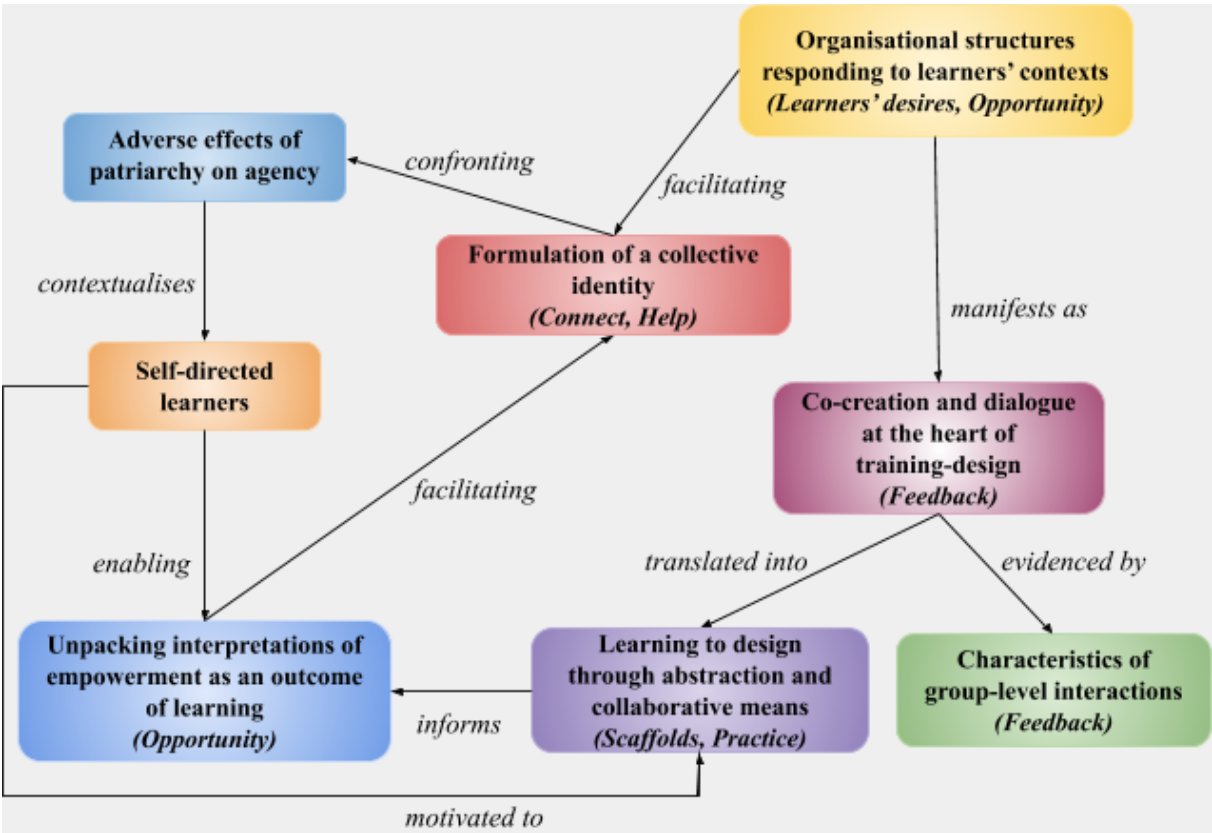 Organisational structures
responding to learners’ contexts
(Learners’ desires, Opportunity)
Adverse effects of
patriarchy on agency
confronting
facilitating
Formulation of a collective
identity
(Connect, Help)
contextualises
manifests as
Self-directed
learners
Co-creation and dialogue
at the heart of
training-design
(Feedback)
facilitating
enabling
translated into
evidenced by
Unpacking interpretations of
empowerment as an outcome
of learning
(Opportunity)
informs
Learning to design
through abstraction and
collaborative means
(Scaffolds, Practice)
Characteristics of
group-level interactions
(Feedback)
motivated to